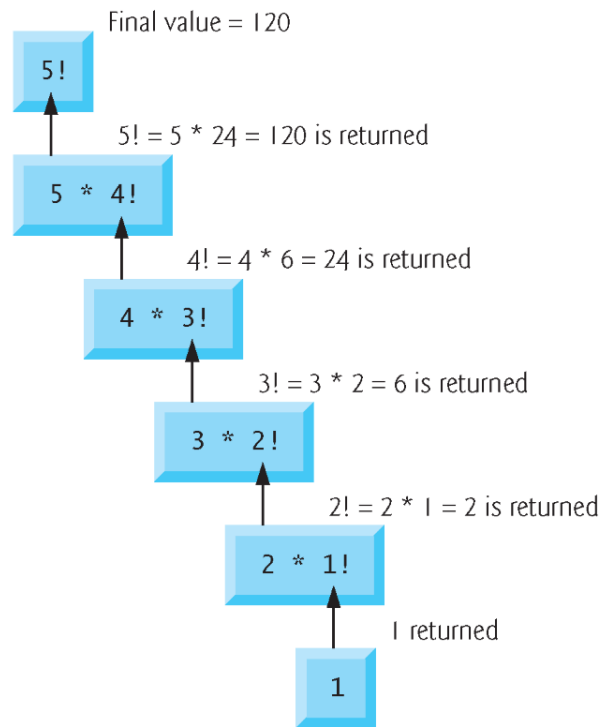 Final value = 120
5!
5! = 5 * 24 = 120 is returned
5 * 4!
4! = 4 * 6 = 24 is returned
4 * 3!
3! = 3 * 2 = 6 is returned
3 * 2!
2! = 2 * 1 = 2 is returned
2 * 1!
1 returned
1